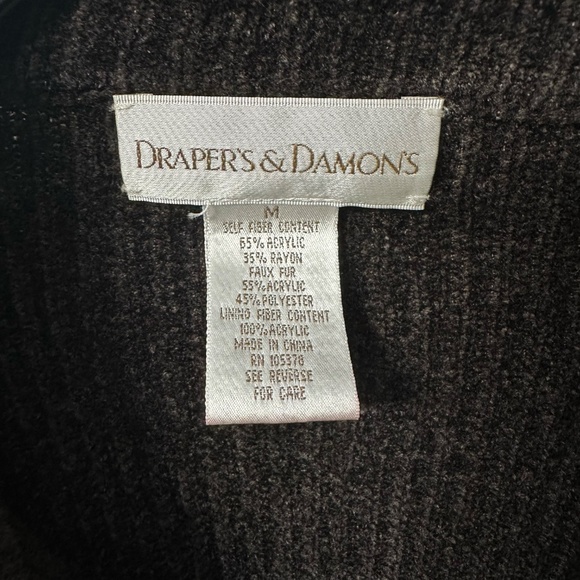 DRAPER'S & DAMON'S
M
SELF FIBER CONTENT
65% ACRYLIC
35% RAYON
FAUX FUR
55% ACRYLIC
45% POLYESTER
LINING FIBER CONTENT
100% ACRYLIC
MADE IN CHINA
RN 105376
SEE REVERSE
FOR CARE